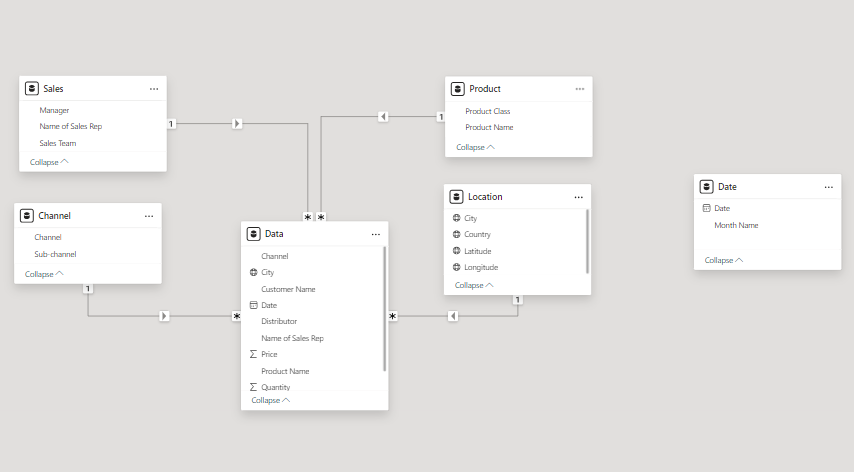 Sales
...
Manager
Name of Sales Rep
Sales Team
Collapse
1
Product
...
Product Class
Product Name
Collapse
1
Channel
...
Channel
Sub-channel
Collapse
1
Location
...
City
Country
Latitude
Longitude
Collapse
1
Date
...
Date
Month Name
Collapse
* *
Data
...
Channel
City
Customer Name
Date
Distributor
Name of Sales Rep
Σ Price
Product Name
Σ Quantity
Collapse
* *